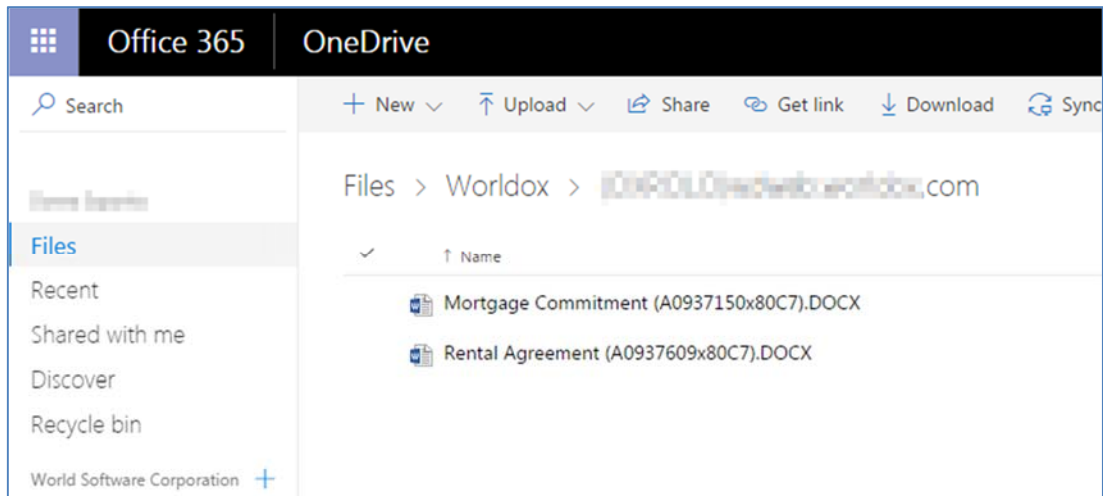 Office 365 OneDrive
Search
New Upload Share Get link Download Sync
Files > Worldox > .com
Files
Recent
Shared with me
Discover
Recycle bin
World Software Corporation +
↑ Name
Mortgage Commitment (A0937150x80C7).DOCX
Rental Agreement (A0937609x80C7).DOCX